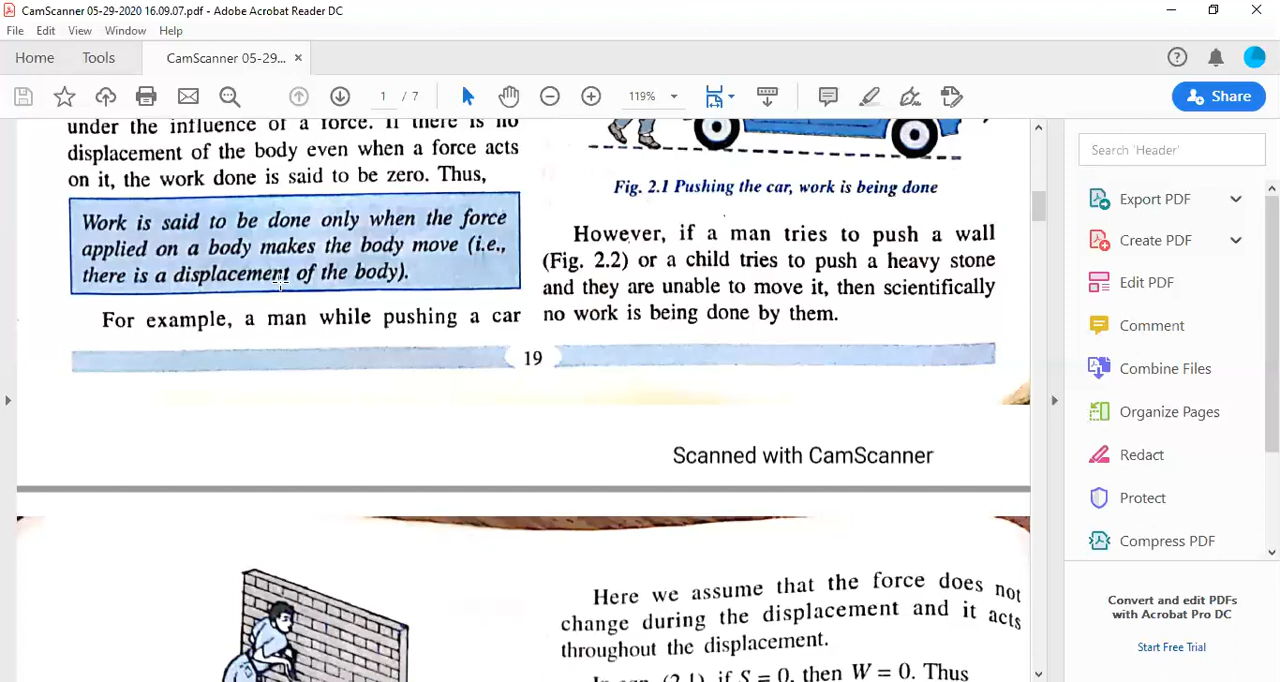 CamScanner 05-29-2020 16.09.07.pdf - Adobe Acrobat Reader DC
File Edit View Window Help
Home Tools CamScanner 05-29... ×
1 / 7 119% Share
under the influence of a force. If there is no
displacement of the body even when a force acts
on it, the work done is said to be zero. Thus,
Work is said to be done only when the force
applied on a body makes the body move (i.e.,
there is a displacement of the body).
For example, a man while pushing a car
Fig. 2.1 Pushing the car, work is being done
However, if a man tries to push a wall
(Fig. 2.2) or a child tries to push a heavy stone
and they are unable to move it, then scientifically
no work is being done by them.
19
Scanned with CamScanner
Here we assume that the force does not
change during the displacement and it acts
throughout the displacement.
(2.1), if S = 0, then W = 0. Thus
Search 'Header'
Export PDF
Create PDF
Edit PDF
Comment
Combine Files
Organize Pages
Redact
Protect
Compress PDF
Convert and edit PDFs
with Acrobat Pro DC
Start Free Trial